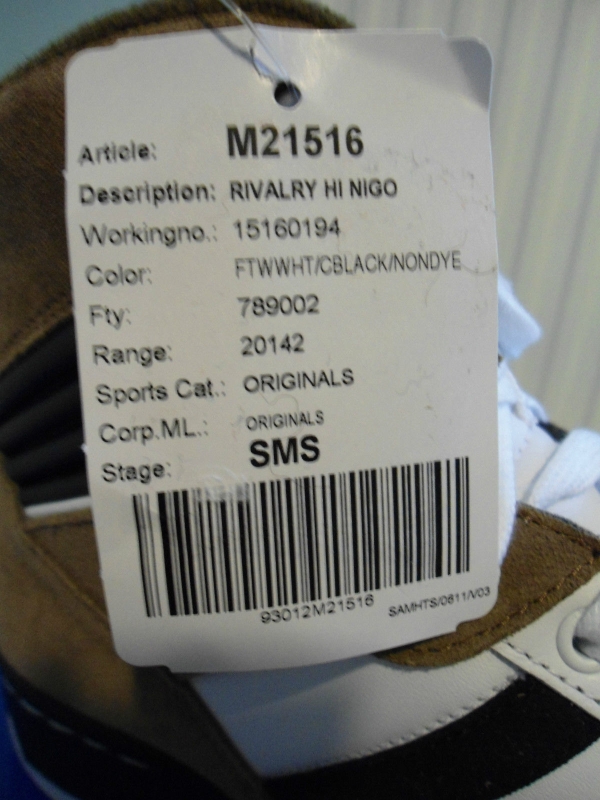 Article: M21516
Description: RIVALRY HI NIGO
Workingno.: 15160194
Color: FTWWHT/CBLACK/NONDYE
Fty: 789002
Range: 20142
Sports Cat.: ORIGINALS
Corp.ML.: ORIGINALS
Stage: SMS
93012M21516 SAMHTS/0811/V03